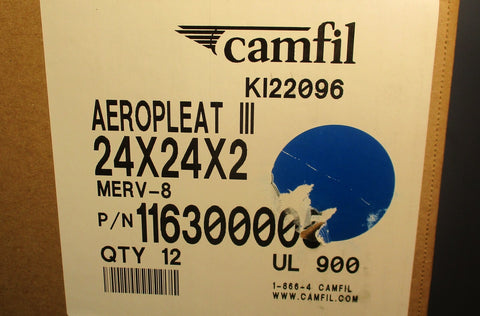 camfil
KI22096
AEROPLEAT III
24X24X2
MERV-8
P/N 11630000
QTY 12
UL 900
1-866-4 CAMFIL
WWW.CAMFIL.COM